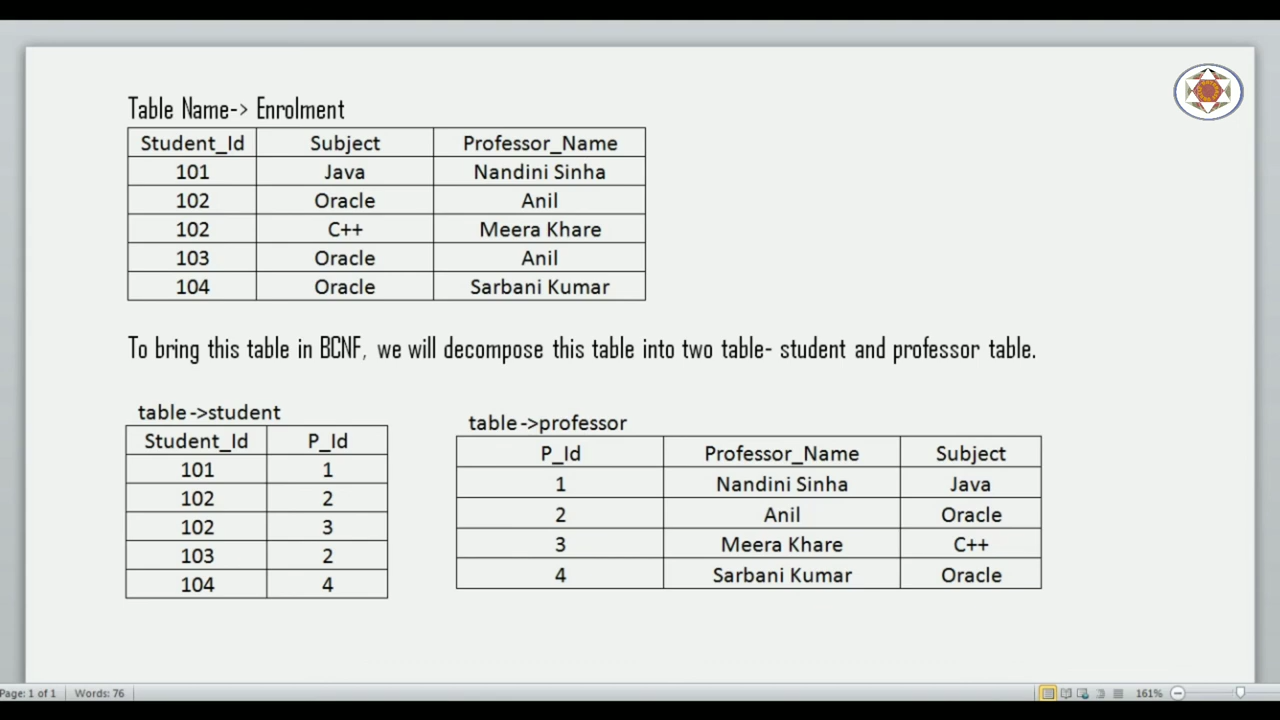 Table Name-> Enrolment
Student_Id Subject Professor_Name
101 Java Nandini Sinha
102 Oracle Anil
102 C++ Meera Khare
103 Oracle Anil
104 Oracle Sarbani Kumar
To bring this table in BCNF, we will decompose this table into two table- student and professor table.
table->student
Student_Id P_Id
101 1
102 2
102 3
103 2
104 4
table->professor
P_Id Professor_Name Subject
1 Nandini Sinha Java
2 Anil Oracle
3 Meera Khare C++
4 Sarbani Kumar Oracle
Page: 1 of 1 Words: 76 161%